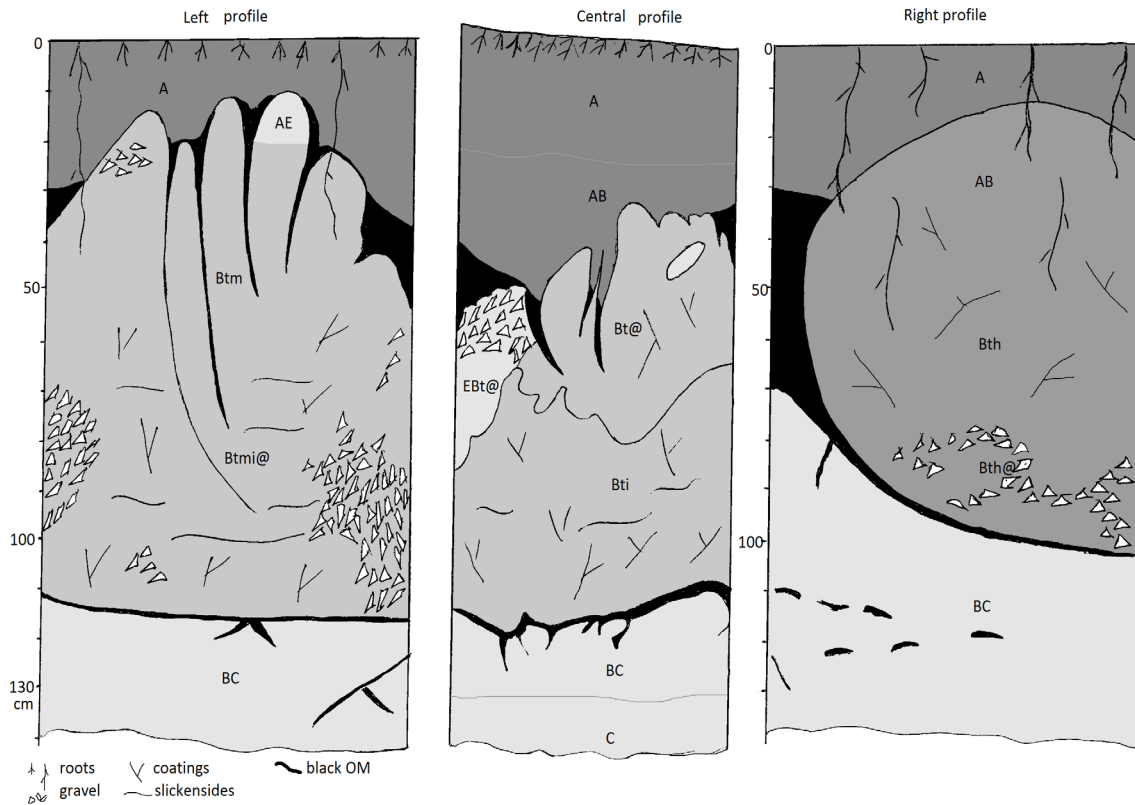 Left profile
Central profile
Right profile
0
A
AE
50
Btm
Btmi@
100
BC
130
cm
A
AB
Bt@
EBt@
Bti
BC
C
0
A
AB
50
Bth
Bth@
100
BC
roots
coatings
black OM
gravel
slickensides